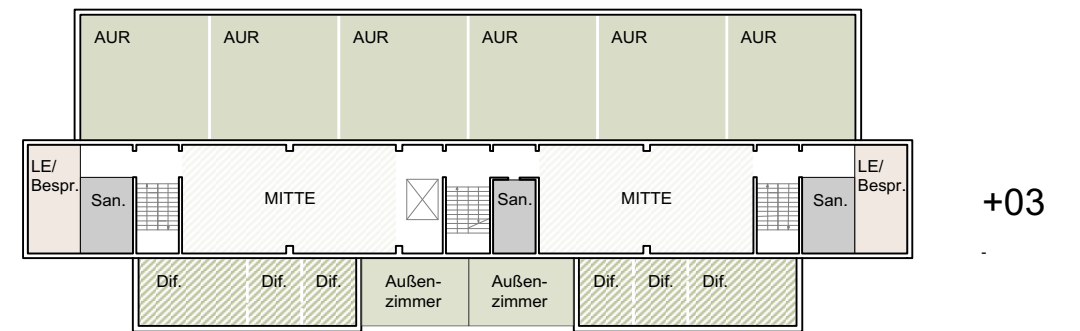 AUR AUR AUR AUR AUR AUR
LE/ LE/
Bespr. Bespr.
San. MITTE San. MITTE San.
+03
-
Dif. Dif. Dif. Außen- Außen- Dif. Dif. Dif.
zimmer zimmer